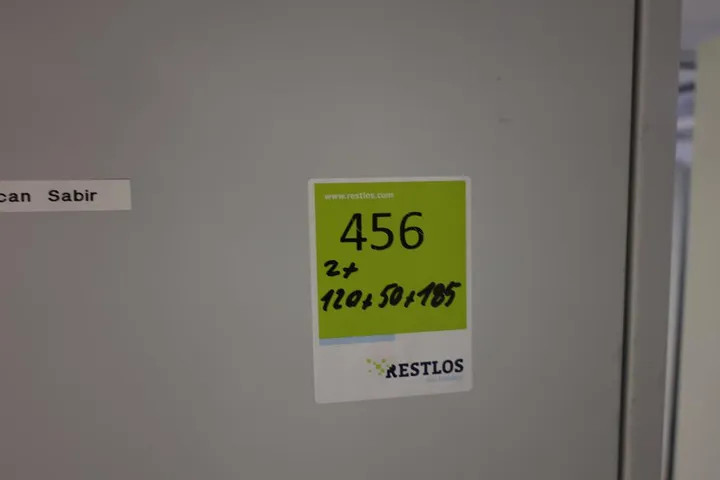 can Sabir
www.restlos.com
456
2+
120+50+185
RESTLOS